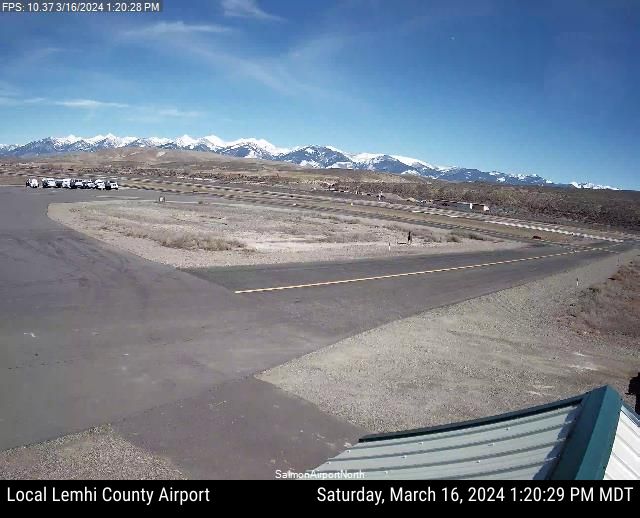 FPS: 10.37 3/16/2024 1:20:28 PM
SalmonAirportNorth
Local Lemhi County Airport
Saturday, March 16, 2024 1:20:29 PM MDT